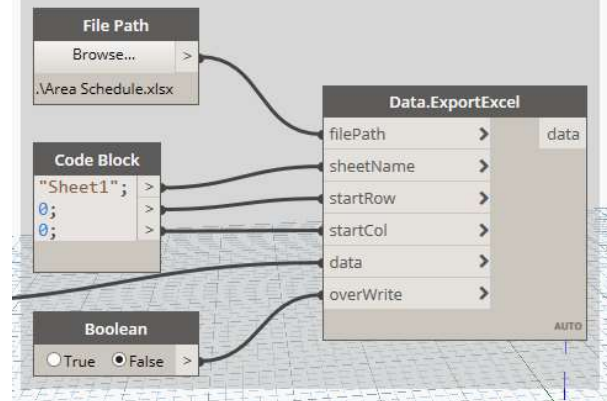 File Path
Browse... >
.\Area Schedule.xlsx
Code Block
"Sheet1"; >
0; >
0; >
Boolean
True False >
Data.ExportExcel
filePath > data
sheetName >
startRow >
startCol >
data >
overWrite >
AUTO